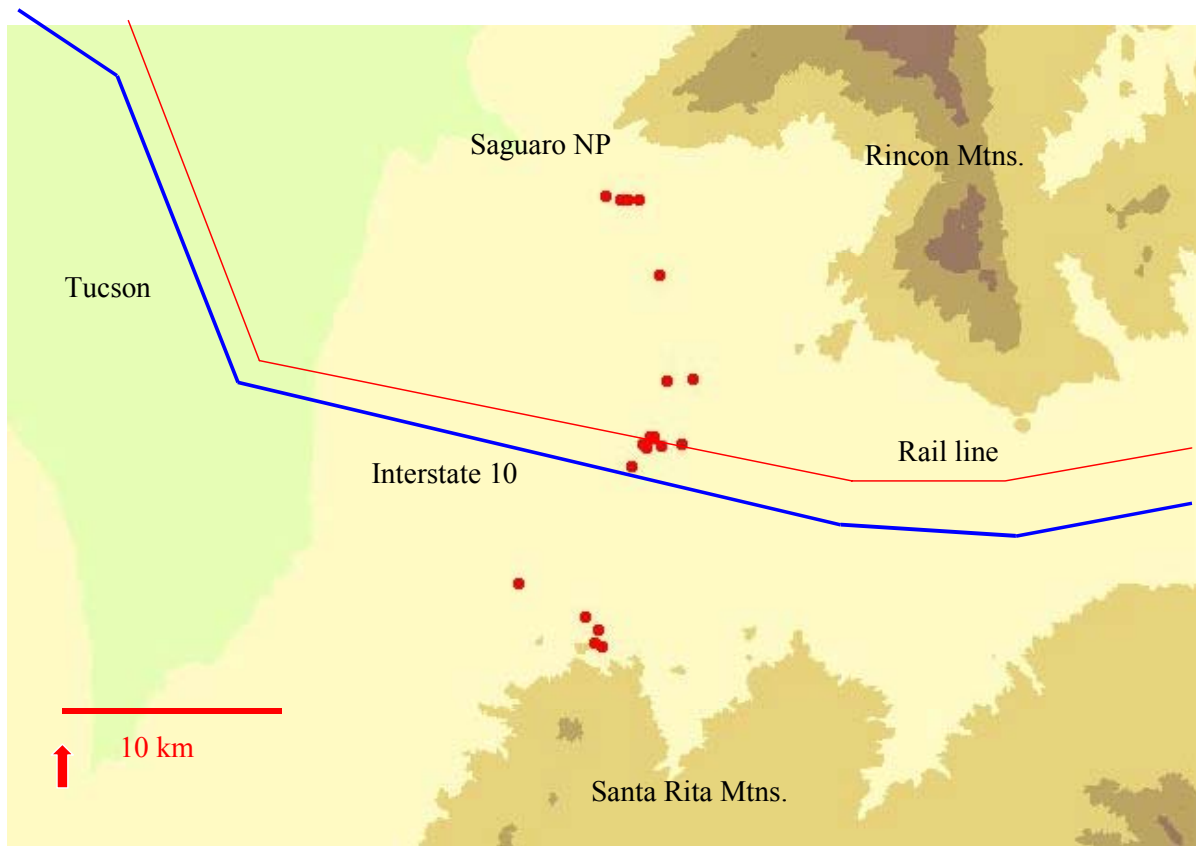 Saguaro NP
Rincon Mtns.
Tucson
Rail line
Interstate 10
10 km
Santa Rita Mtns.